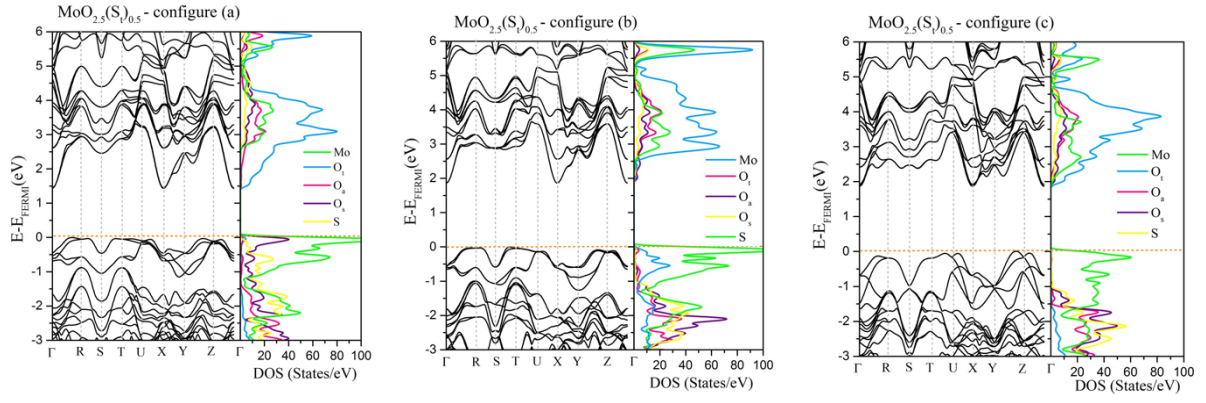 MoO2.5(St)0.5 - configure (a)
6
5
4
3
2
1
0
-1
-2
-3
E-EFERMI(eV)
Γ R S T U X Y Z Γ
20 40 60 80 100
DOS (States/eV)
Mo
Ot
Oa
Os
S
MoO2.5(St)0.5 - configure (b)
6
5
4
3
2
1
0
-1
-2
-3
E-EFERMI(eV)
Γ R S T U X Y Z Γ
20 40 60 80 100
DOS (States/eV)
Mo
Ot
Oa
Os
S
MoO2.5(St)0.5 - configure (c)
6
5
4
3
2
1
0
-1
-2
-3
E-EFERMI(eV)
Γ R S T U X Y Z Γ
20 40 60 80 100
DOS (States/eV)
Mo
Ot
Oa
Os
S